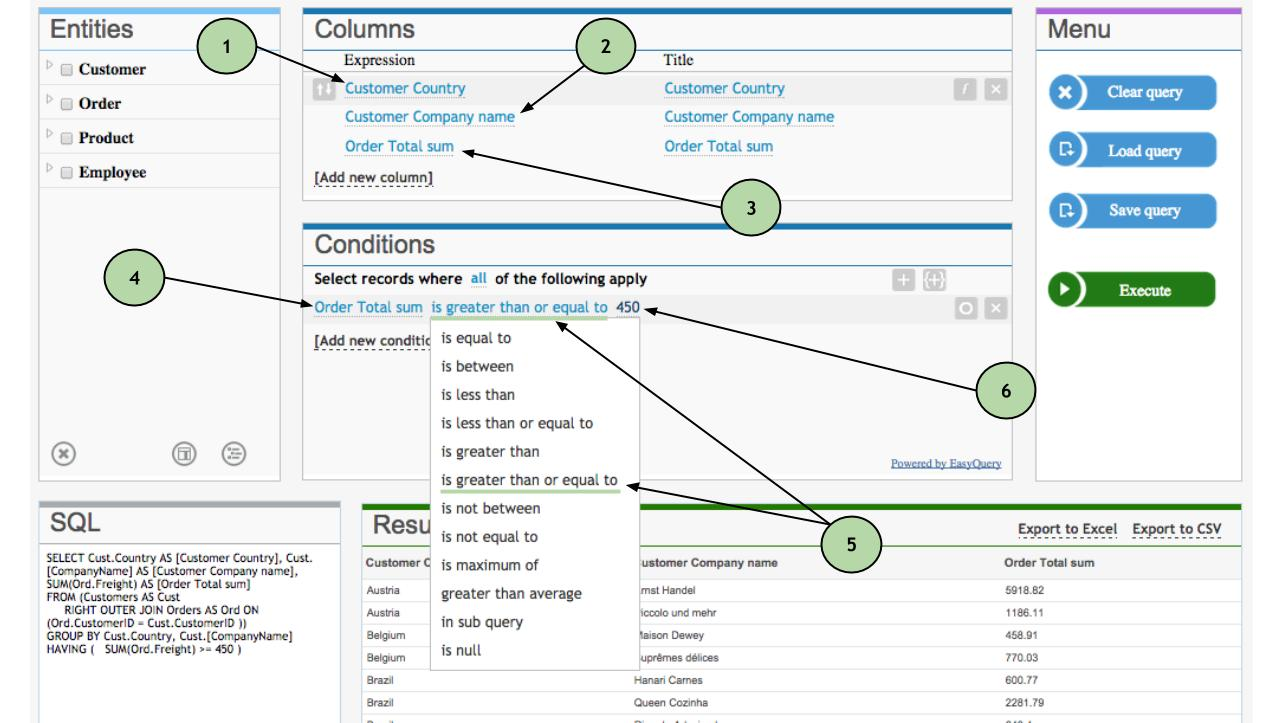 Entities
Customer
Order
Product
Employee
1
2
3
4
5
6
Columns
Expression Title
Customer Country Customer Country
Customer Company name Customer Company name
Order Total sum Order Total sum
[Add new column]
Conditions
Select records where all of the following apply
Order Total sum is greater than or equal to 450
[Add new conditio
is equal to
is between
is less than
is less than or equal to
is greater than
is greater than or equal to
is not between
is not equal to
is maximum of
greater than average
in sub query
is null
Powered by EasyQuery
Menu
Clear query
Load query
Save query
Execute
SQL
SELECT Cust.Country AS [Customer Country], Cust.
[CompanyName] AS [Customer Company name],
SUM(Ord.Freight) AS [Order Total sum]
FROM (Customers AS Cust
RIGHT OUTER JOIN Orders AS Ord ON
(Ord.CustomerID = Cust.CustomerID ))
GROUP BY Cust.Country, Cust.[CompanyName]
HAVING ( SUM(Ord.Freight) >= 450 )
Resu
Export to Excel Export to CSV
Customer C ustomer Company name Order Total sum
Austria rnst Handel 5918.82
Austria iccolo und mehr 1186.11
Belgium Maison Dewey 458.91
Belgium uprêmes délices 770.03
Brazil Hanari Carnes 600.77
Brazil Queen Cozinha 2281.79